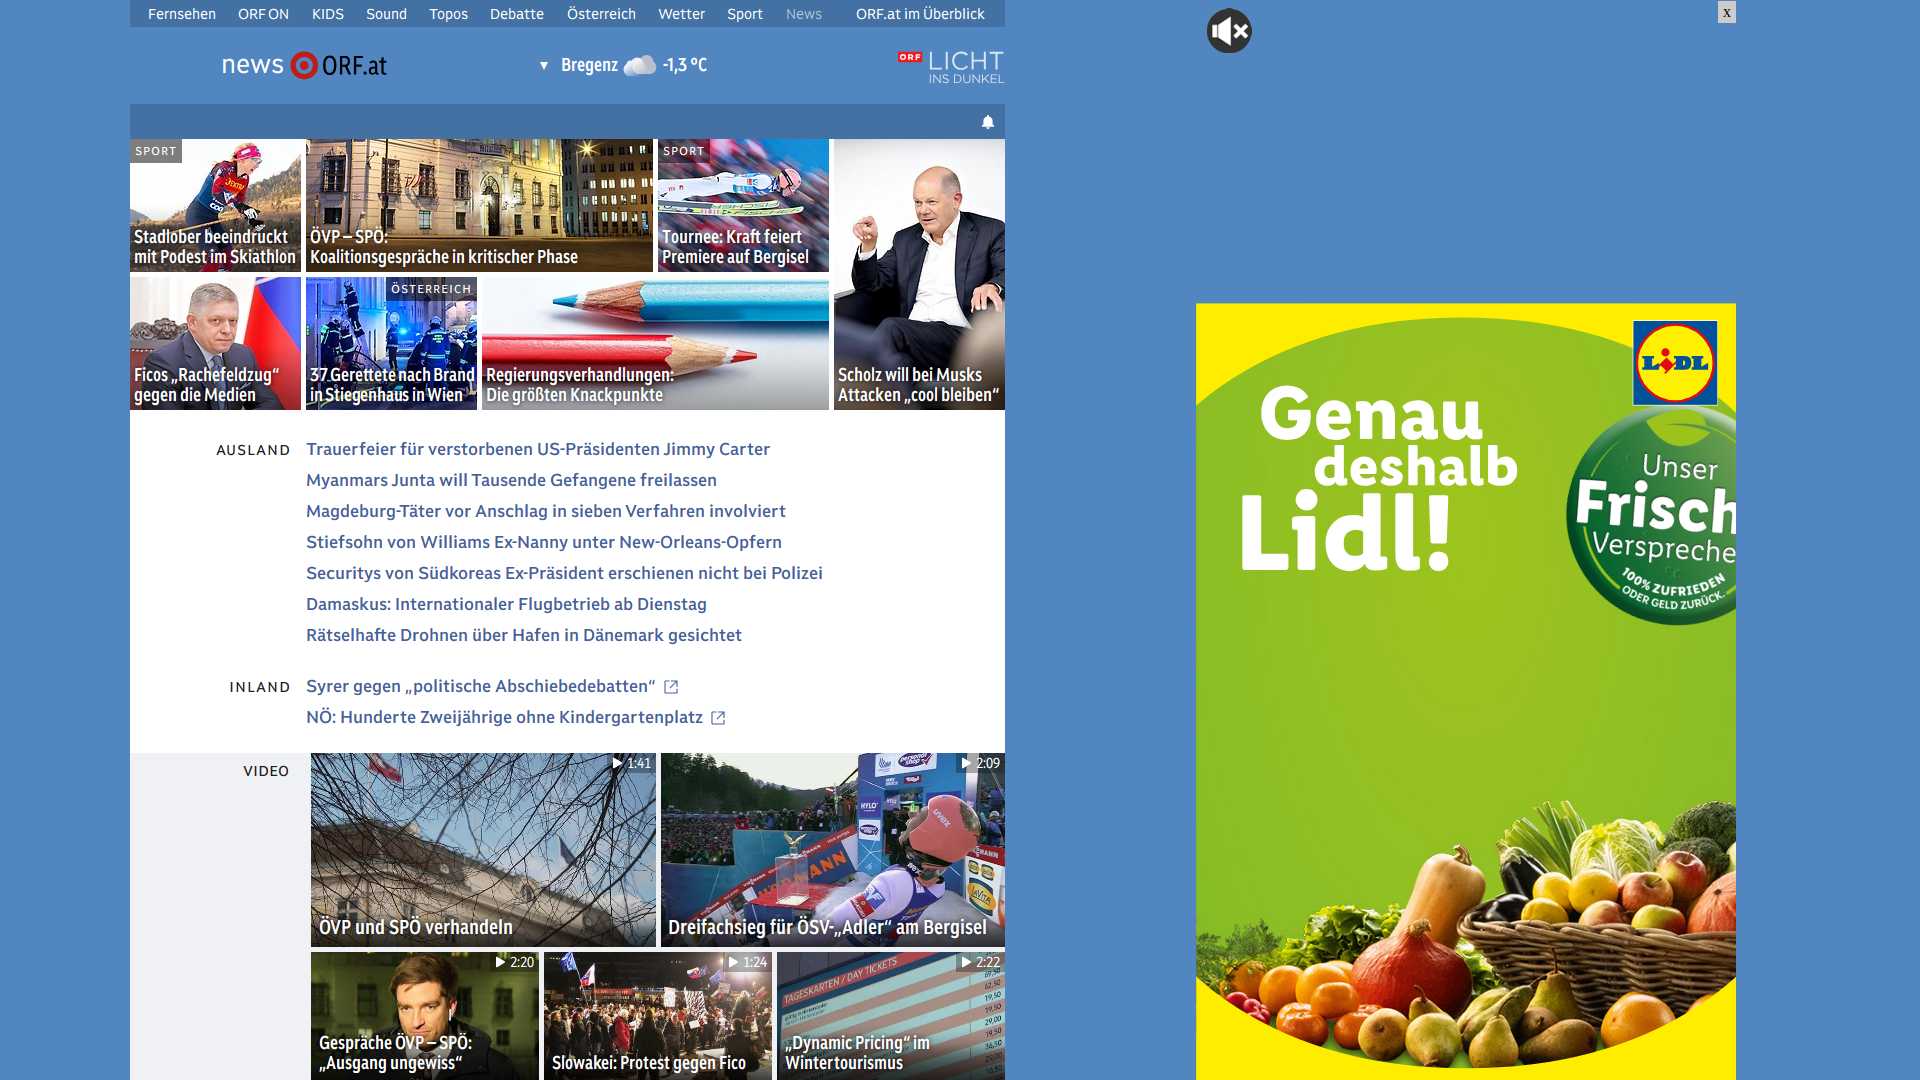 Fernsehen ORF ON KIDS Sound Topos Debatte Österreich Wetter Sport News ORF.at im Überblick
x
news ORF.at
▼ Bregenz -1,3 °C
ORF LICHT
INS DUNKEL
SPORT
Stadlober beeindruckt
mit Podest im Skiathlon
ÖVP – SPÖ:
Koalitionsgespräche in kritischer Phase
SPORT
Tournee: Kraft feiert
Premiere auf Bergisel
Ficos „Rachefeldzug“
gegen die Medien
ÖSTERREICH
37 Gerettete nach Brand
in Stiegenhaus in Wien
Regierungsverhandlungen:
Die größten Knackpunkte
Scholz will bei Musks
Attacken „cool bleiben“
AUSLAND
Trauerfeier für verstorbenen US-Präsidenten Jimmy Carter
Myanmars Junta will Tausende Gefangene freilassen
Magdeburg-Täter vor Anschlag in sieben Verfahren involviert
Stiefsohn von Williams Ex-Nanny unter New-Orleans-Opfern
Securitys von Südkoreas Ex-Präsident erschienen nicht bei Polizei
Damaskus: Internationaler Flugbetrieb ab Dienstag
Rätselhafte Drohnen über Hafen in Dänemark gesichtet
INLAND
Syrer gegen „politische Abschiebedebatten“
NÖ: Hunderte Zweijährige ohne Kindergartenplatz
VIDEO
1:41
ÖVP und SPÖ verhandeln
2:09
Dreifachsieg für ÖSV-„Adler“ am Bergisel
2:20
Gespräche ÖVP – SPÖ:
„Ausgang ungewiss“
1:24
Slowakei: Protest gegen Fico
2:22
TAGESKARTEN / DAY TICKETS
„Dynamic Pricing“ im
Wintertourismus
LIDL
Genau
deshalb
Lidl!
Unser
Frisch
Verspreche
100% ZUFRIEDEN
ODER GELD ZURÜCK.